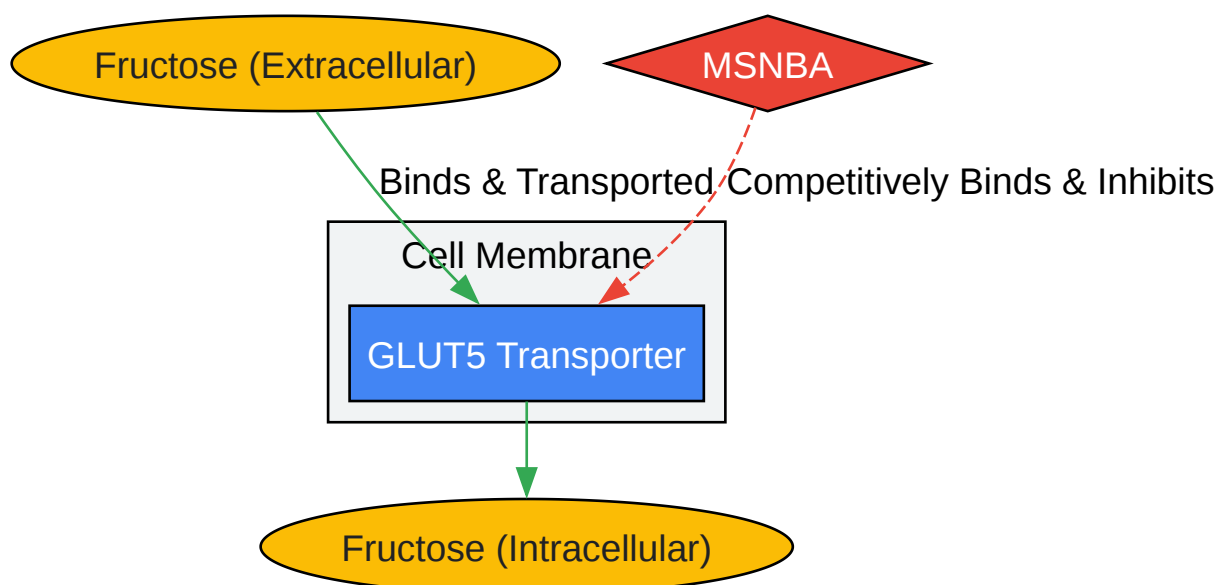 Fructose (Extracellular)
MSNBA
Binds & Transported
Competitively Binds & Inhibits
Cell Membrane
GLUT5 Transporter
Fructose (Intracellular)